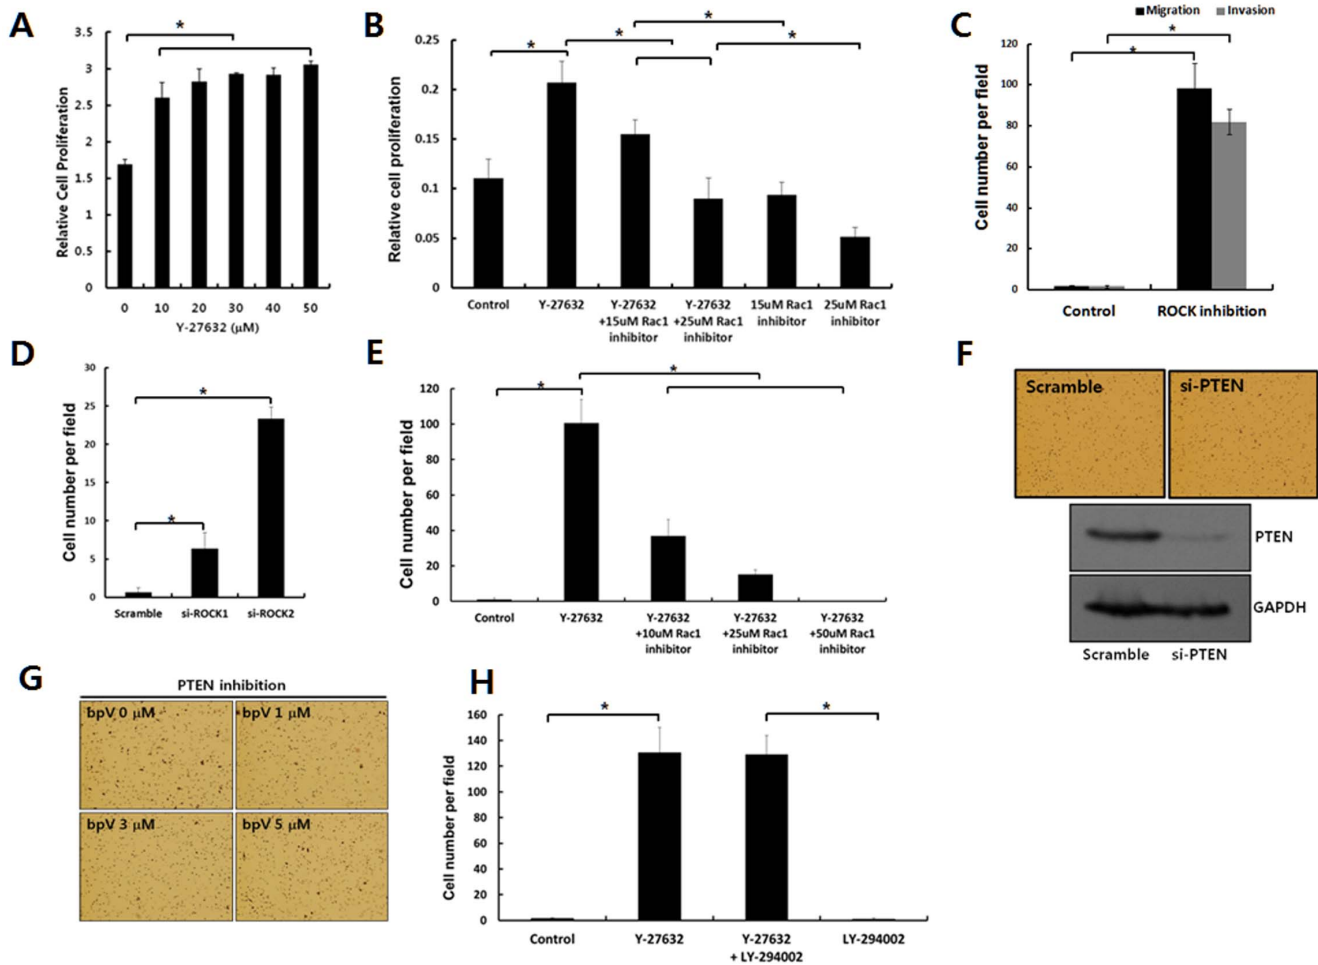 A
*
3.5
3
2.5
2
1.5
1
0.5
0
Relative Cell Proliferation
0 10 20 30 40 50
Y-27632 (μM)
B
* * * *
0.25
0.2
0.15
0.1
0.05
0
Relative cell proliferation
Control Y-27632 Y-27632 Y-27632 15uM Rac1 25uM Rac1
+15uM Rac1 +25uM Rac1 inhibitor inhibitor
inhibitor inhibitor
C
Migration Invasion
* *
120
100
80
60
40
20
0
Cell number per field
Control ROCK inhibition
D
* *
30
25
20
15
10
5
0
Cell number per field
Scramble si-ROCK1 si-ROCK2
E
* *
120
100
80
60
40
20
0
Cell number per field
Control Y-27632 Y-27632 Y-27632 Y-27632
+10uM Rac1 +25uM Rac1 +50uM Rac1
inhibitor inhibitor inhibitor
F
Scramble si-PTEN
PTEN
GAPDH
Scramble si-PTEN
G
PTEN inhibition
bpV 0 μM bpV 1 μM
bpV 3 μM bpV 5 μM
H
* *
160
140
120
100
80
60
40
20
0
Cell number per field
Control Y-27632 Y-27632 LY-294002
+ LY-294002